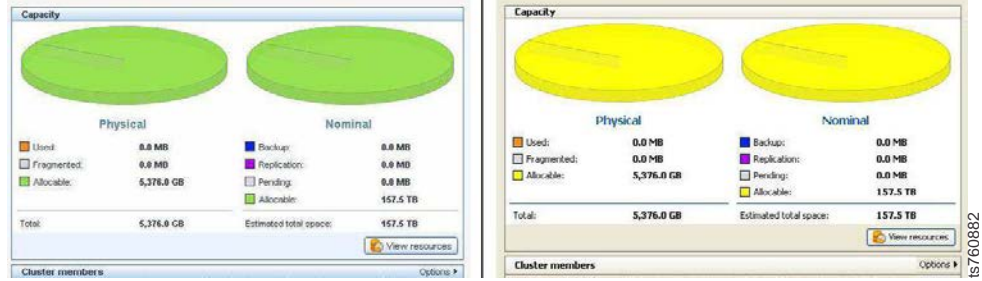 Capacity
Physical Nominal
Used: 0.0 MB Backup: 0.0 MB
Fragmented: 0.0 MB Replication: 0.0 MB
Allocable: 5,376.0 GB Pending: 0.0 MB
Allocable: 157.5 TB
Total: 5,376.0 GB Estimated total space: 157.5 TB
View resources
Cluster members Options
Capacity
Physical Nominal
Used: 0.0 MB Backup: 0.0 MB
Fragmented: 0.0 MB Replication: 0.0 MB
Allocable: 5,376.0 GB Pending: 0.0 MB
Allocable: 157.5 TB
Total: 5,376.0 GB Estimated total space: 157.5 TB
View resources
Cluster members Options
ts760882